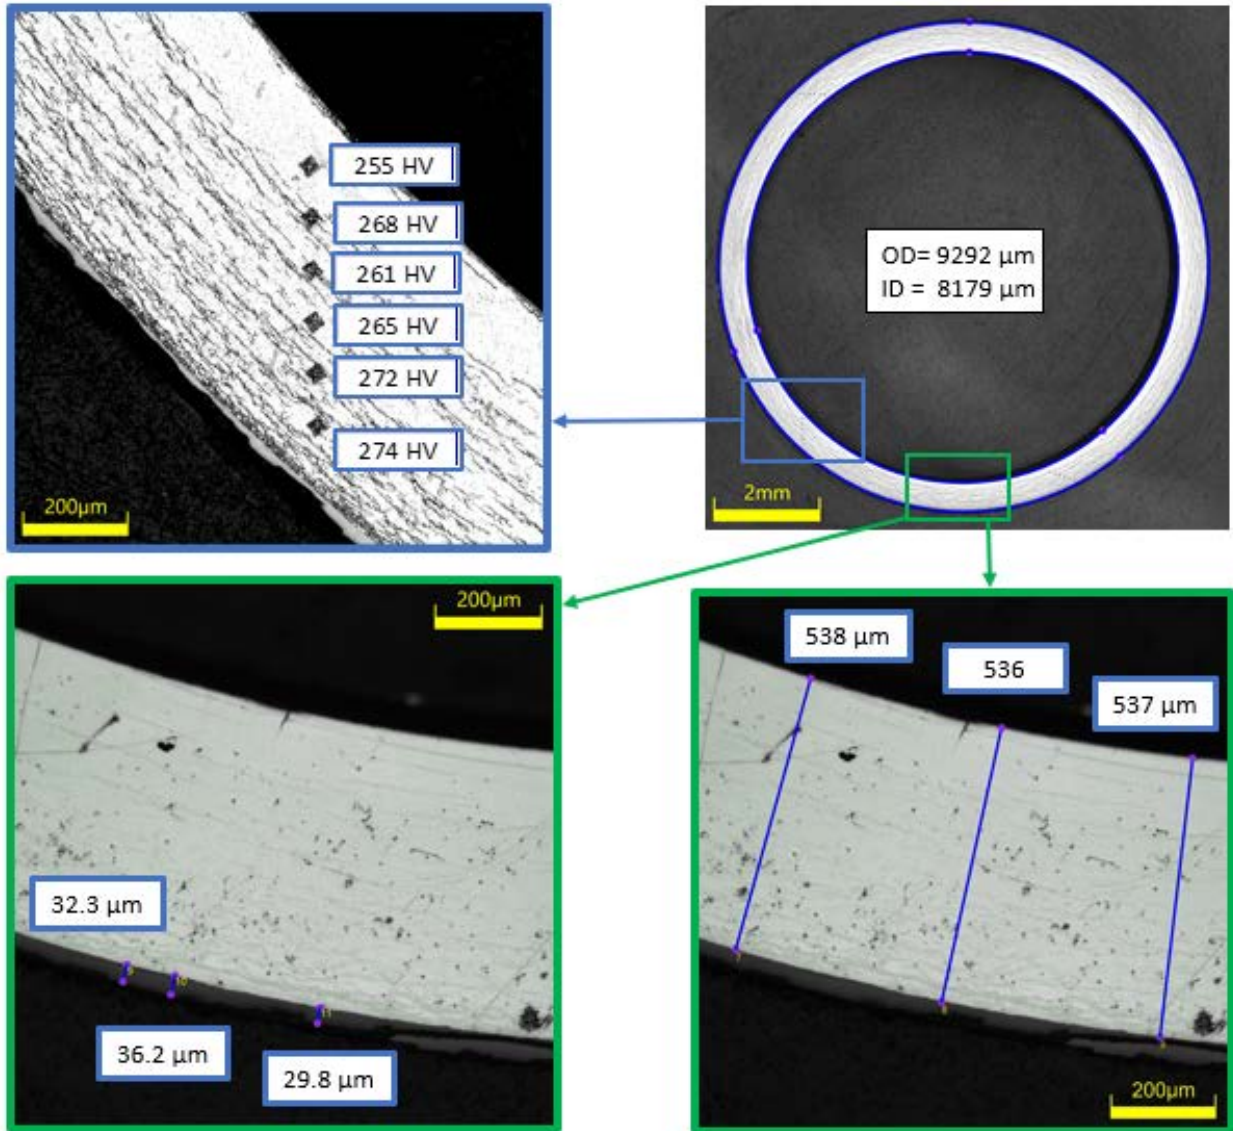 255 HV
268 HV
261 HV
265 HV
272 HV
274 HV
200µm
OD= 9292 µm
ID = 8179 µm
2mm
200µm
32.3 µm
36.2 µm
29.8 µm
538 µm
536
537 µm
200µm